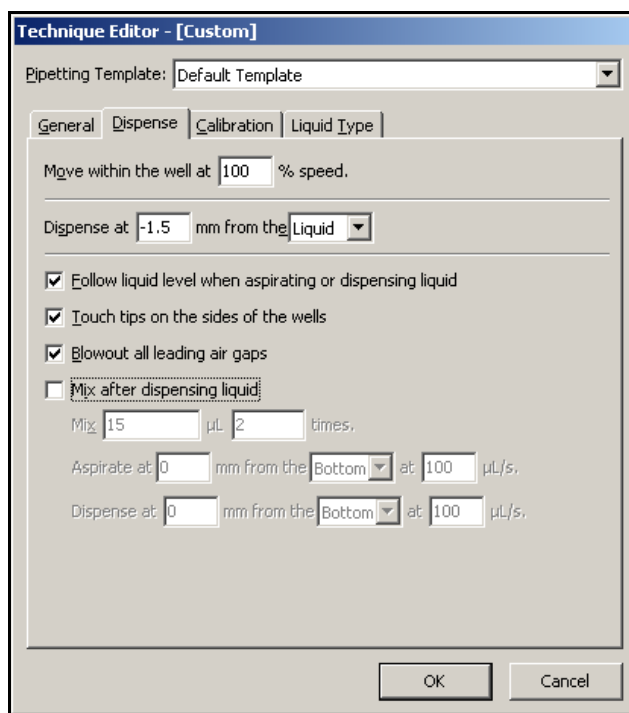 Technique Editor - [Custom]
Pipetting Template: Default Template
General Dispense Calibration Liquid Type
Move within the well at 100 % speed.
Dispense at -1.5 mm from the Liquid
Follow liquid level when aspirating or dispensing liquid
Touch tips on the sides of the wells
Blowout all leading air gaps
Mix after dispensing liquid
Mix 15 µL 2 times.
Aspirate at 0 mm from the Bottom at 100 µL/s.
Dispense at 0 mm from the Bottom at 100 µL/s.
OK Cancel